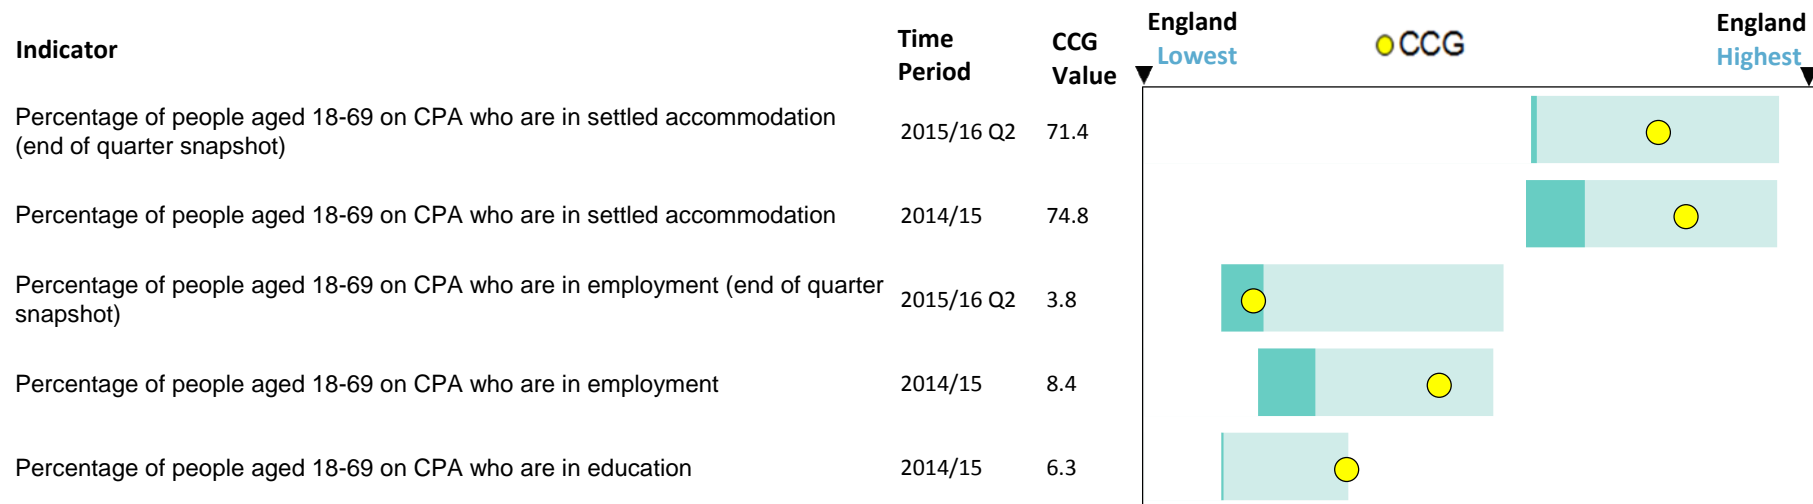 Indicator
Time
Period
CCG
Value
England
Lowest
CCG
England
Highest
Percentage of people aged 18-69 on CPA who are in settled accommodation
(end of quarter snapshot)
2015/16 Q2
71.4
Percentage of people aged 18-69 on CPA who are in settled accommodation
2014/15
74.8
Percentage of people aged 18-69 on CPA who are in employment (end of quarter
snapshot)
2015/16 Q2
3.8
Percentage of people aged 18-69 on CPA who are in employment
2014/15
8.4
Percentage of people aged 18-69 on CPA who are in education
2014/15
6.3